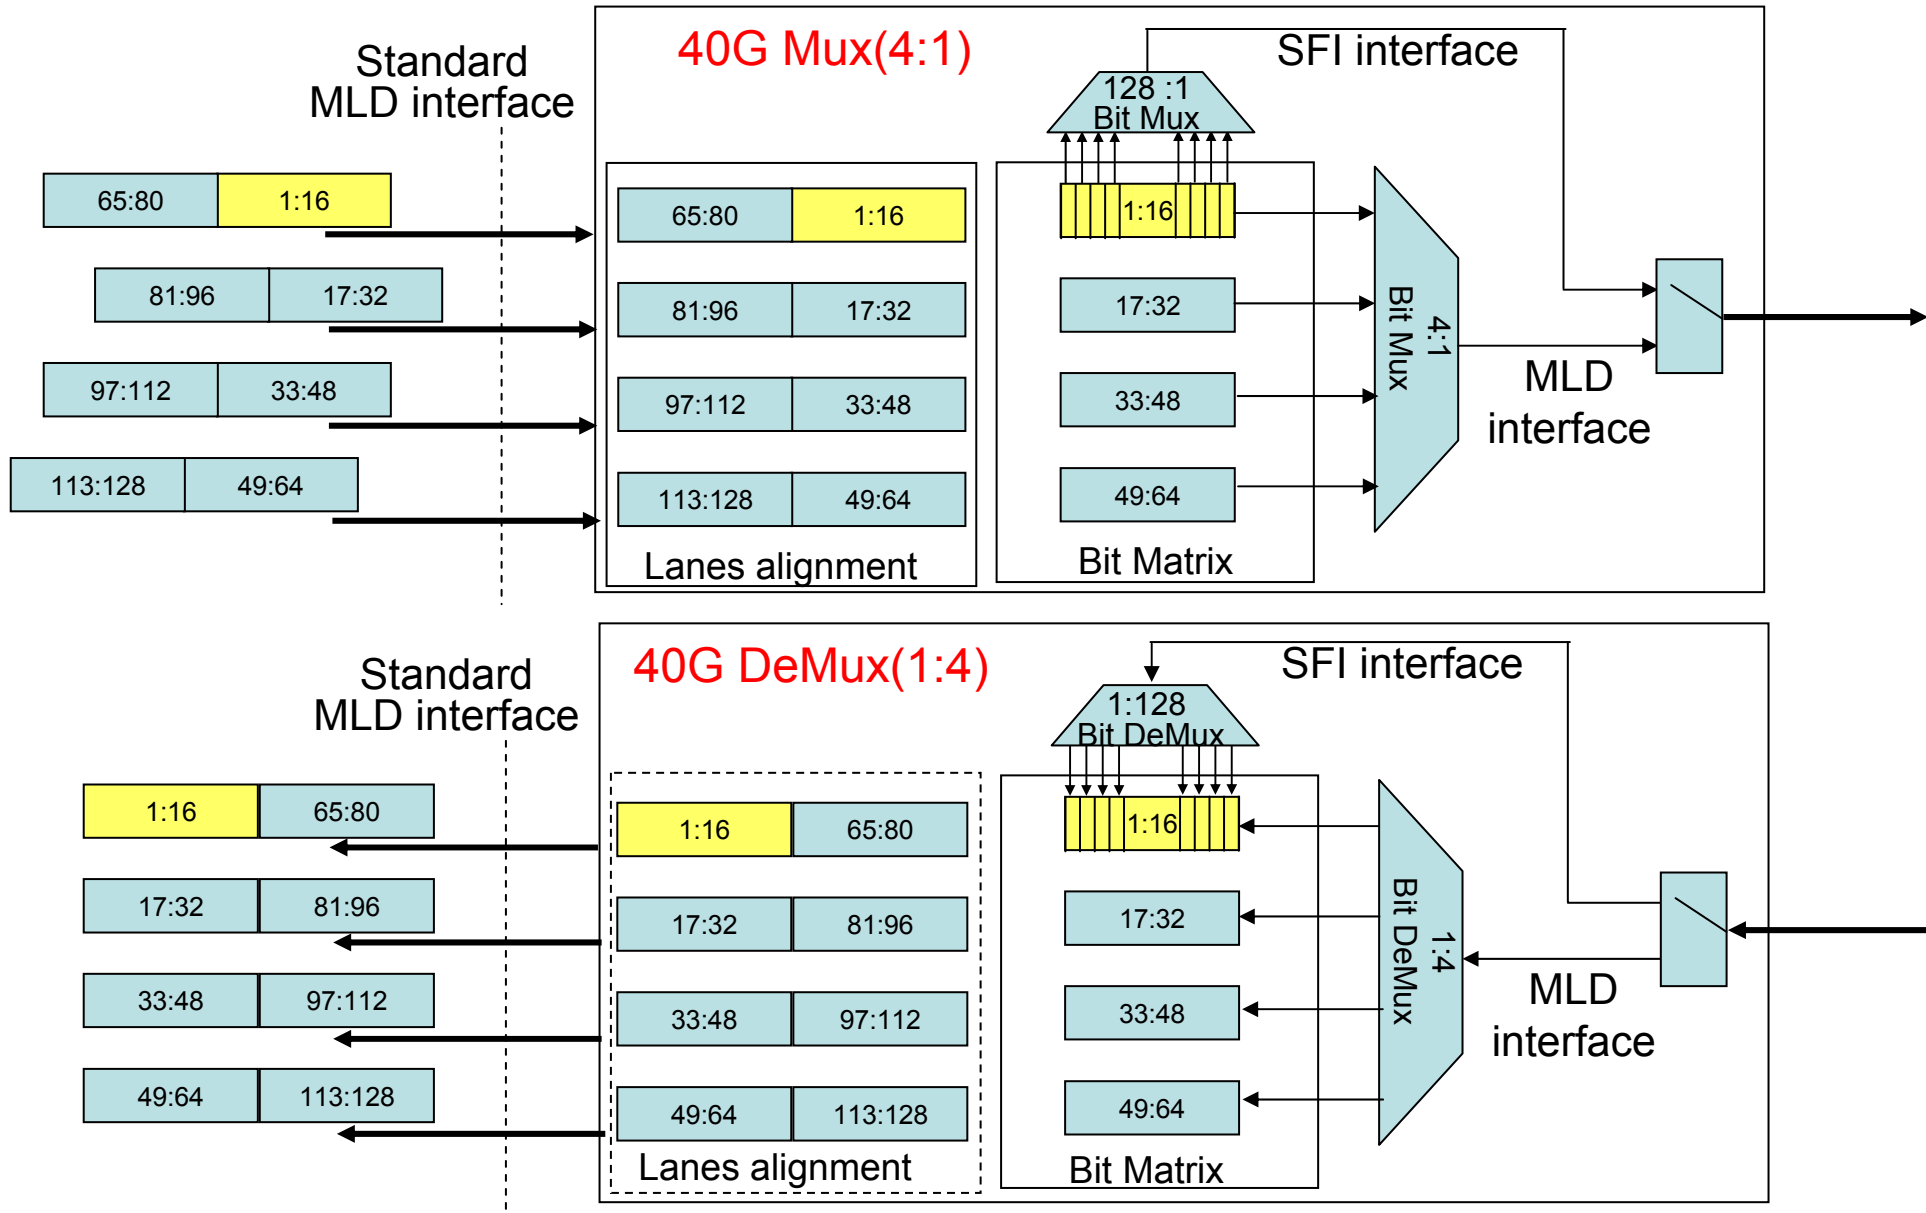 40G Mux(4:1)
SFI interface
Standard
MLD interface
128 :1
Bit Mux
65:80 1:16
65:80 1:16
1:16
81:96 17:32
81:96 17:32
17:32
4:1
Bit Mux
MLD
interface
97:112 33:48
97:112 33:48
33:48
113:128 49:64
113:128 49:64
49:64
Lanes alignment
Bit Matrix
40G DeMux(1:4)
SFI interface
Standard
MLD interface
1:128
Bit DeMux
1:16 65:80
1:16 65:80
1:16
17:32 81:96
17:32 81:96
17:32
1:4
Bit DeMux
MLD
interface
33:48 97:112
33:48 97:112
33:48
49:64 113:128
49:64 113:128
49:64
Lanes alignment
Bit Matrix